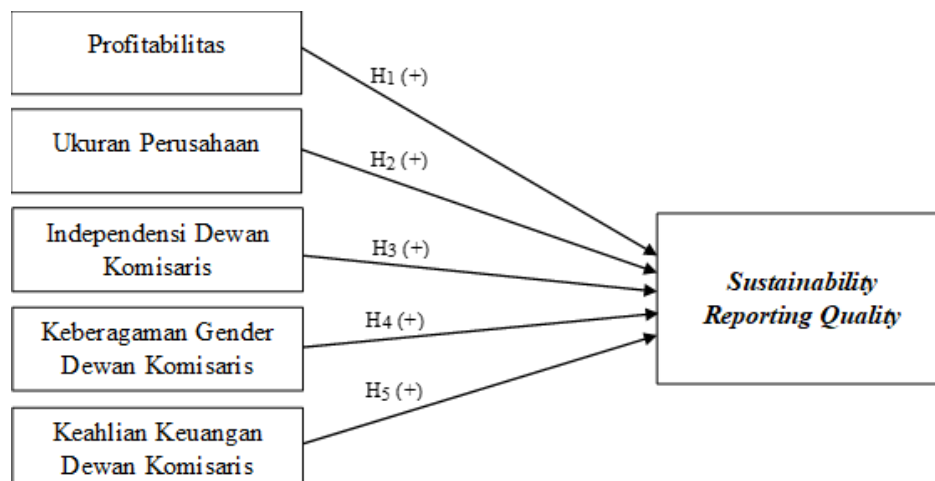 Profitabilitas
H1 (+)
Ukuran Perusahaan
H2 (+)
Independensi Dewan
Komisaris
H3 (+)
Keberagaman Gender
Dewan Komisaris
H4 (+)
Keahlian Keuangan
Dewan Komisaris
H5 (+)
Sustainability
Reporting Quality